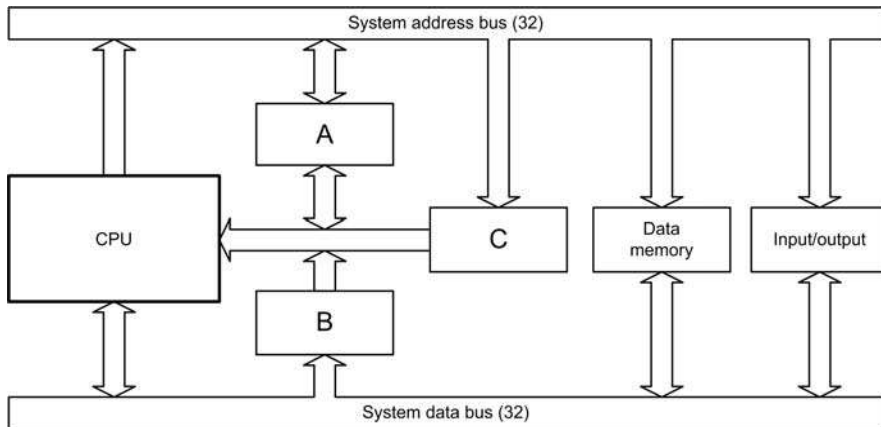 System address bus (32)
A
CPU
C
Data
memory
Input/output
B
System data bus (32)